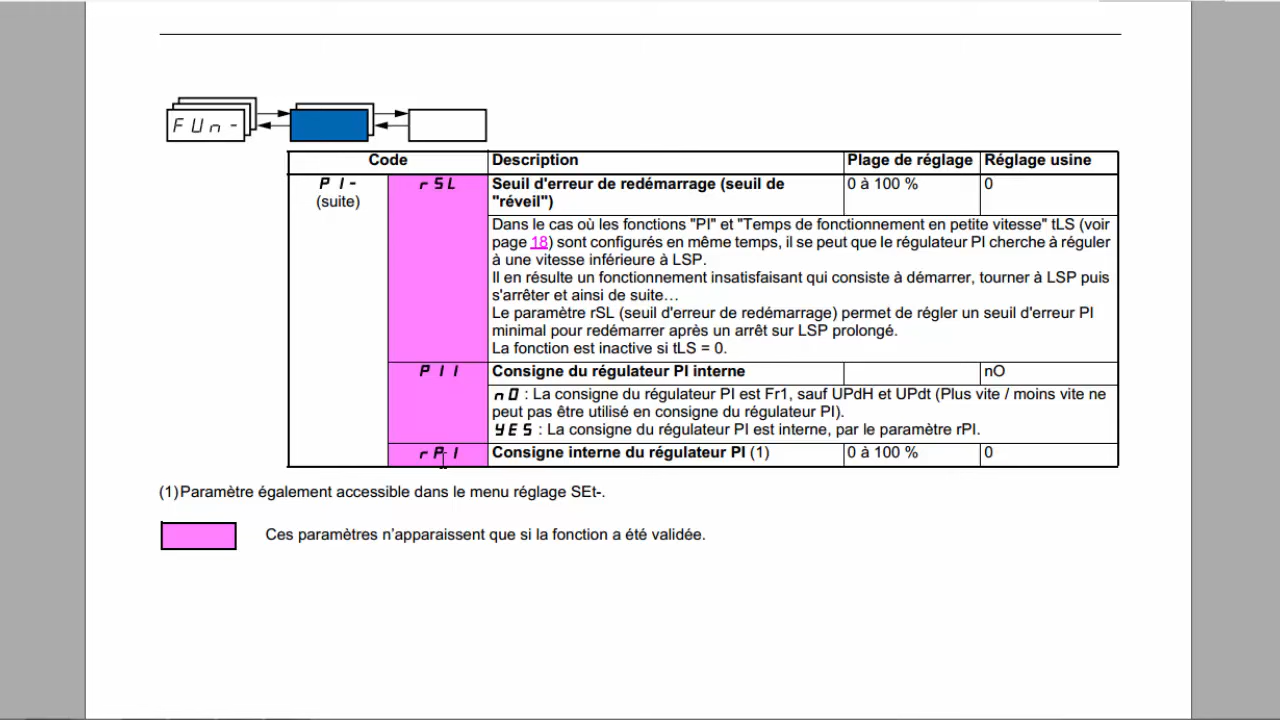 FUn-
Code Description Plage de réglage Réglage usine
PI- rSL Seuil d'erreur de redémarrage (seuil de 0 à 100 % 0
(suite) "réveil")
Dans le cas où les fonctions "PI" et "Temps de fonctionnement en petite vitesse" tLS (voir
page 18) sont configurés en même temps, il se peut que le régulateur PI cherche à réguler
à une vitesse inférieure à LSP.
Il en résulte un fonctionnement insatisfaisant qui consiste à démarrer, tourner à LSP puis
s'arrêter et ainsi de suite…
Le paramètre rSL (seuil d'erreur de redémarrage) permet de régler un seuil d'erreur PI
minimal pour redémarrer après un arrêt sur LSP prolongé.
La fonction est inactive si tLS = 0.
PII Consigne du régulateur PI interne nO
nO : La consigne du régulateur PI est Fr1, sauf UPdH et UPdt (Plus vite / moins vite ne
peut pas être utilisé en consigne du régulateur PI).
YES : La consigne du régulateur PI est interne, par le paramètre rPI.
rPI Consigne interne du régulateur PI (1) 0 à 100 % 0
(1)Paramètre également accessible dans le menu réglage SEt-.
Ces paramètres n'apparaissent que si la fonction a été validée.